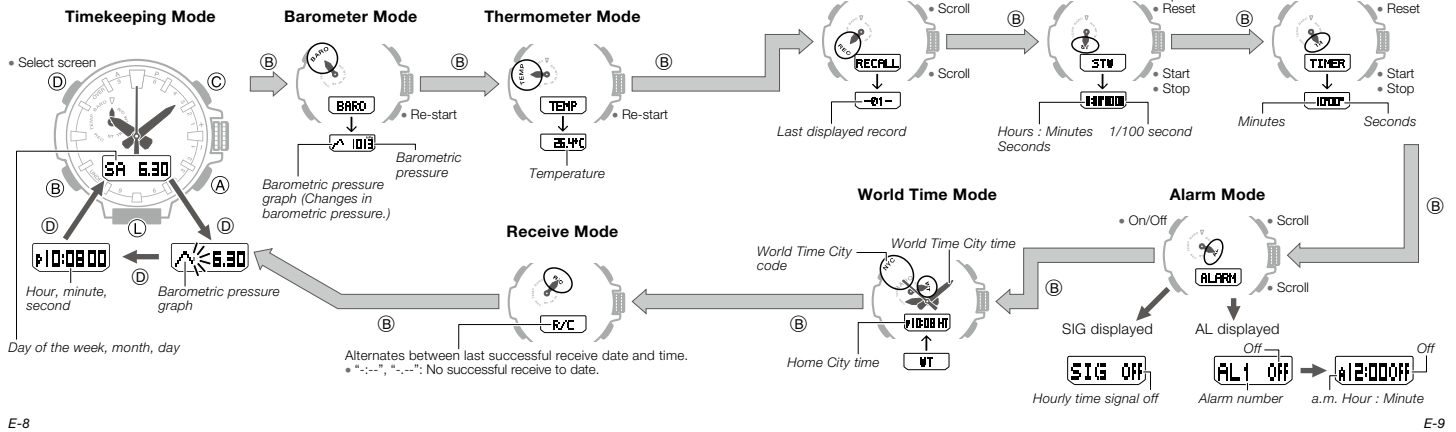 Timekeeping Mode
Barometer Mode
Thermometer Mode
• Select screen
D
C
SA 6.30
B
A
D
L
D
P 10:08 00
D
6.30
Hour, minute,
second
Barometric pressure
graph
Day of the week, month, day
B
BARO
BARO
1013
Barometric pressure
graph (Changes in
barometric pressure.)
Barometric
pressure
B
TEMP
TEMP
• Re-start
26.4°C
Temperature
B
• Re-start
• Scroll
REC
RECALL
• Scroll
-01-
Last displayed record
B
• Reset
STW
• Start
• Stop
Hours : Minutes
Seconds
1/100 second
B
• Reset
TIMER
• Start
• Stop
10'00"
Minutes
Seconds
B
Alarm Mode
• On/Off
• Scroll
ALARM
• Scroll
SIG displayed
AL displayed
Off
Off
SIG Off
AL1 Off
A12:00Off
Hourly time signal off
Alarm number
a.m. Hour : Minute
B
World Time Mode
World Time City
code
World Time City time
NYC
P10:08 HT
Home City time
WT
B
Receive Mode
R/C
R/C
Alternates between last successful receive date and time.
• “-:--”, “-.--”: No successful receive to date.
B
E-8
E-9